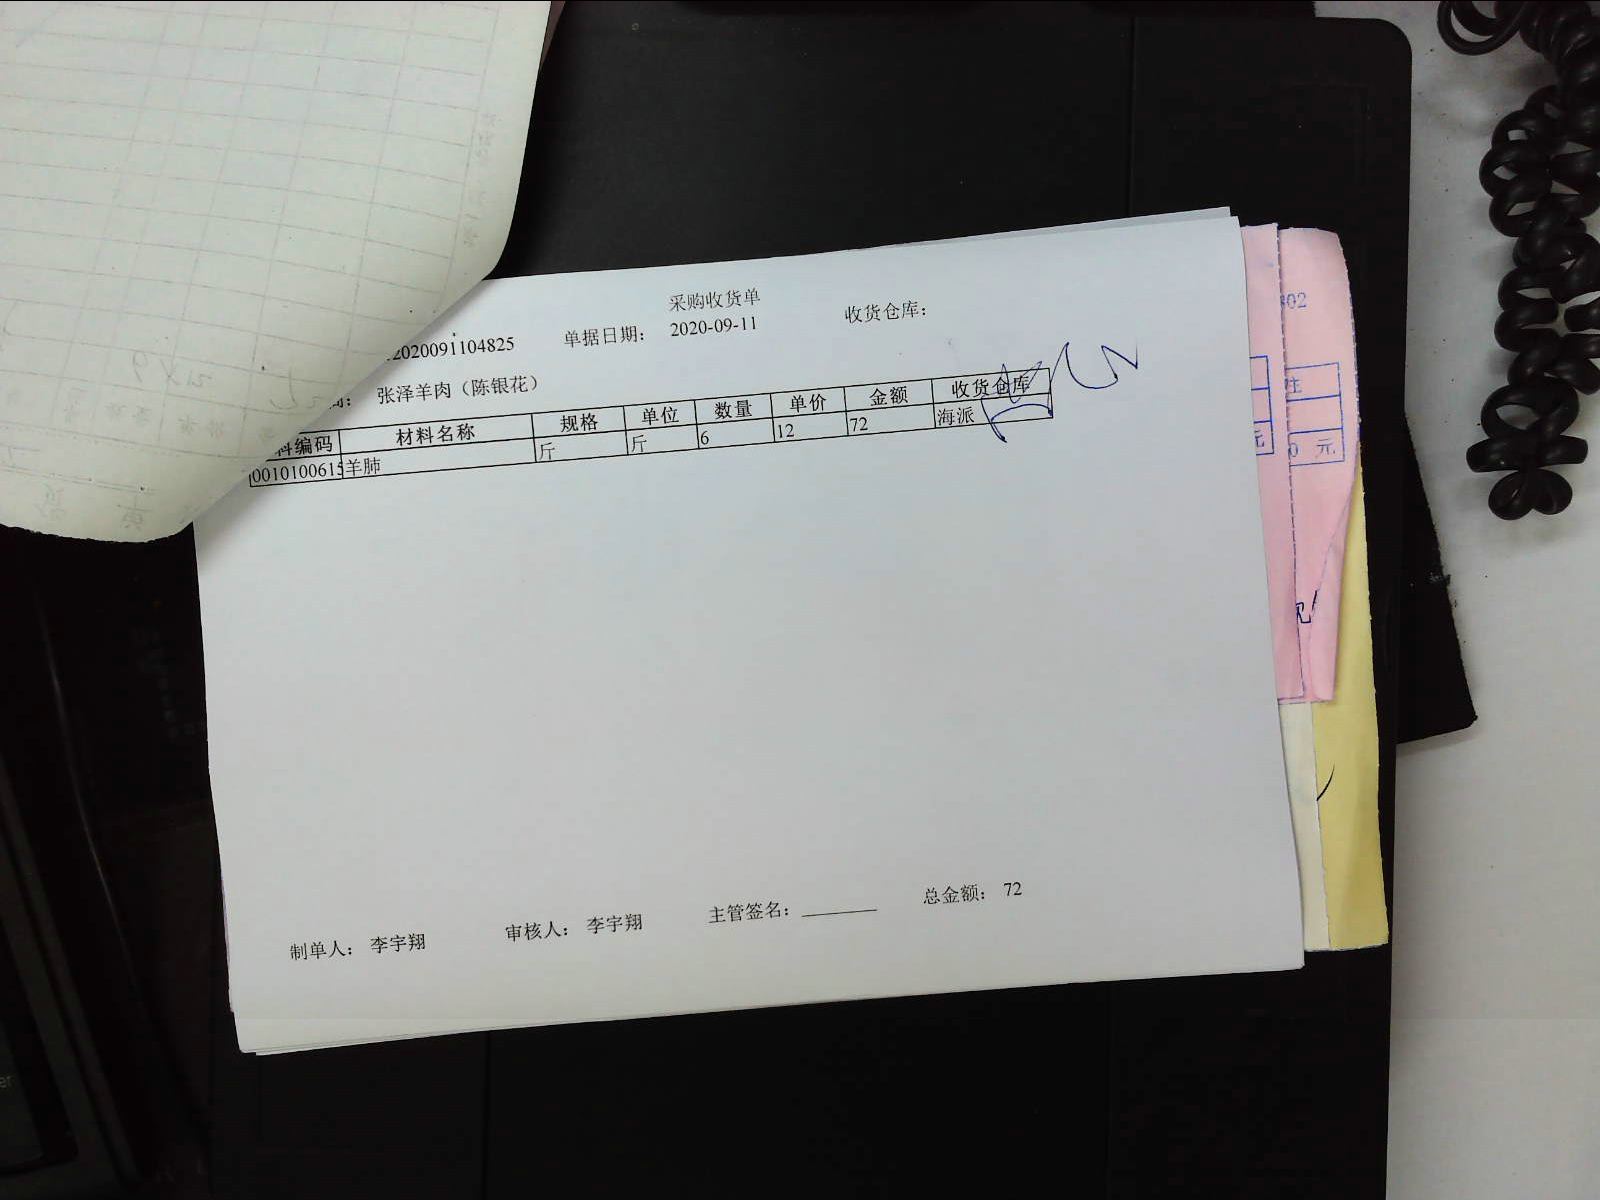 采购收货单
2020091104825 单据日期： 2020-09-11 收货仓库：
张泽羊肉（陈银花）
料编码 材料名称 规格 单位 数量 单价 金额 收货仓库
0010100615 羊肺 斤 斤 6 12 72 海派
制单人： 李宇翔 审核人： 李宇翔 主管签名： 总金额： 72
元
0 元